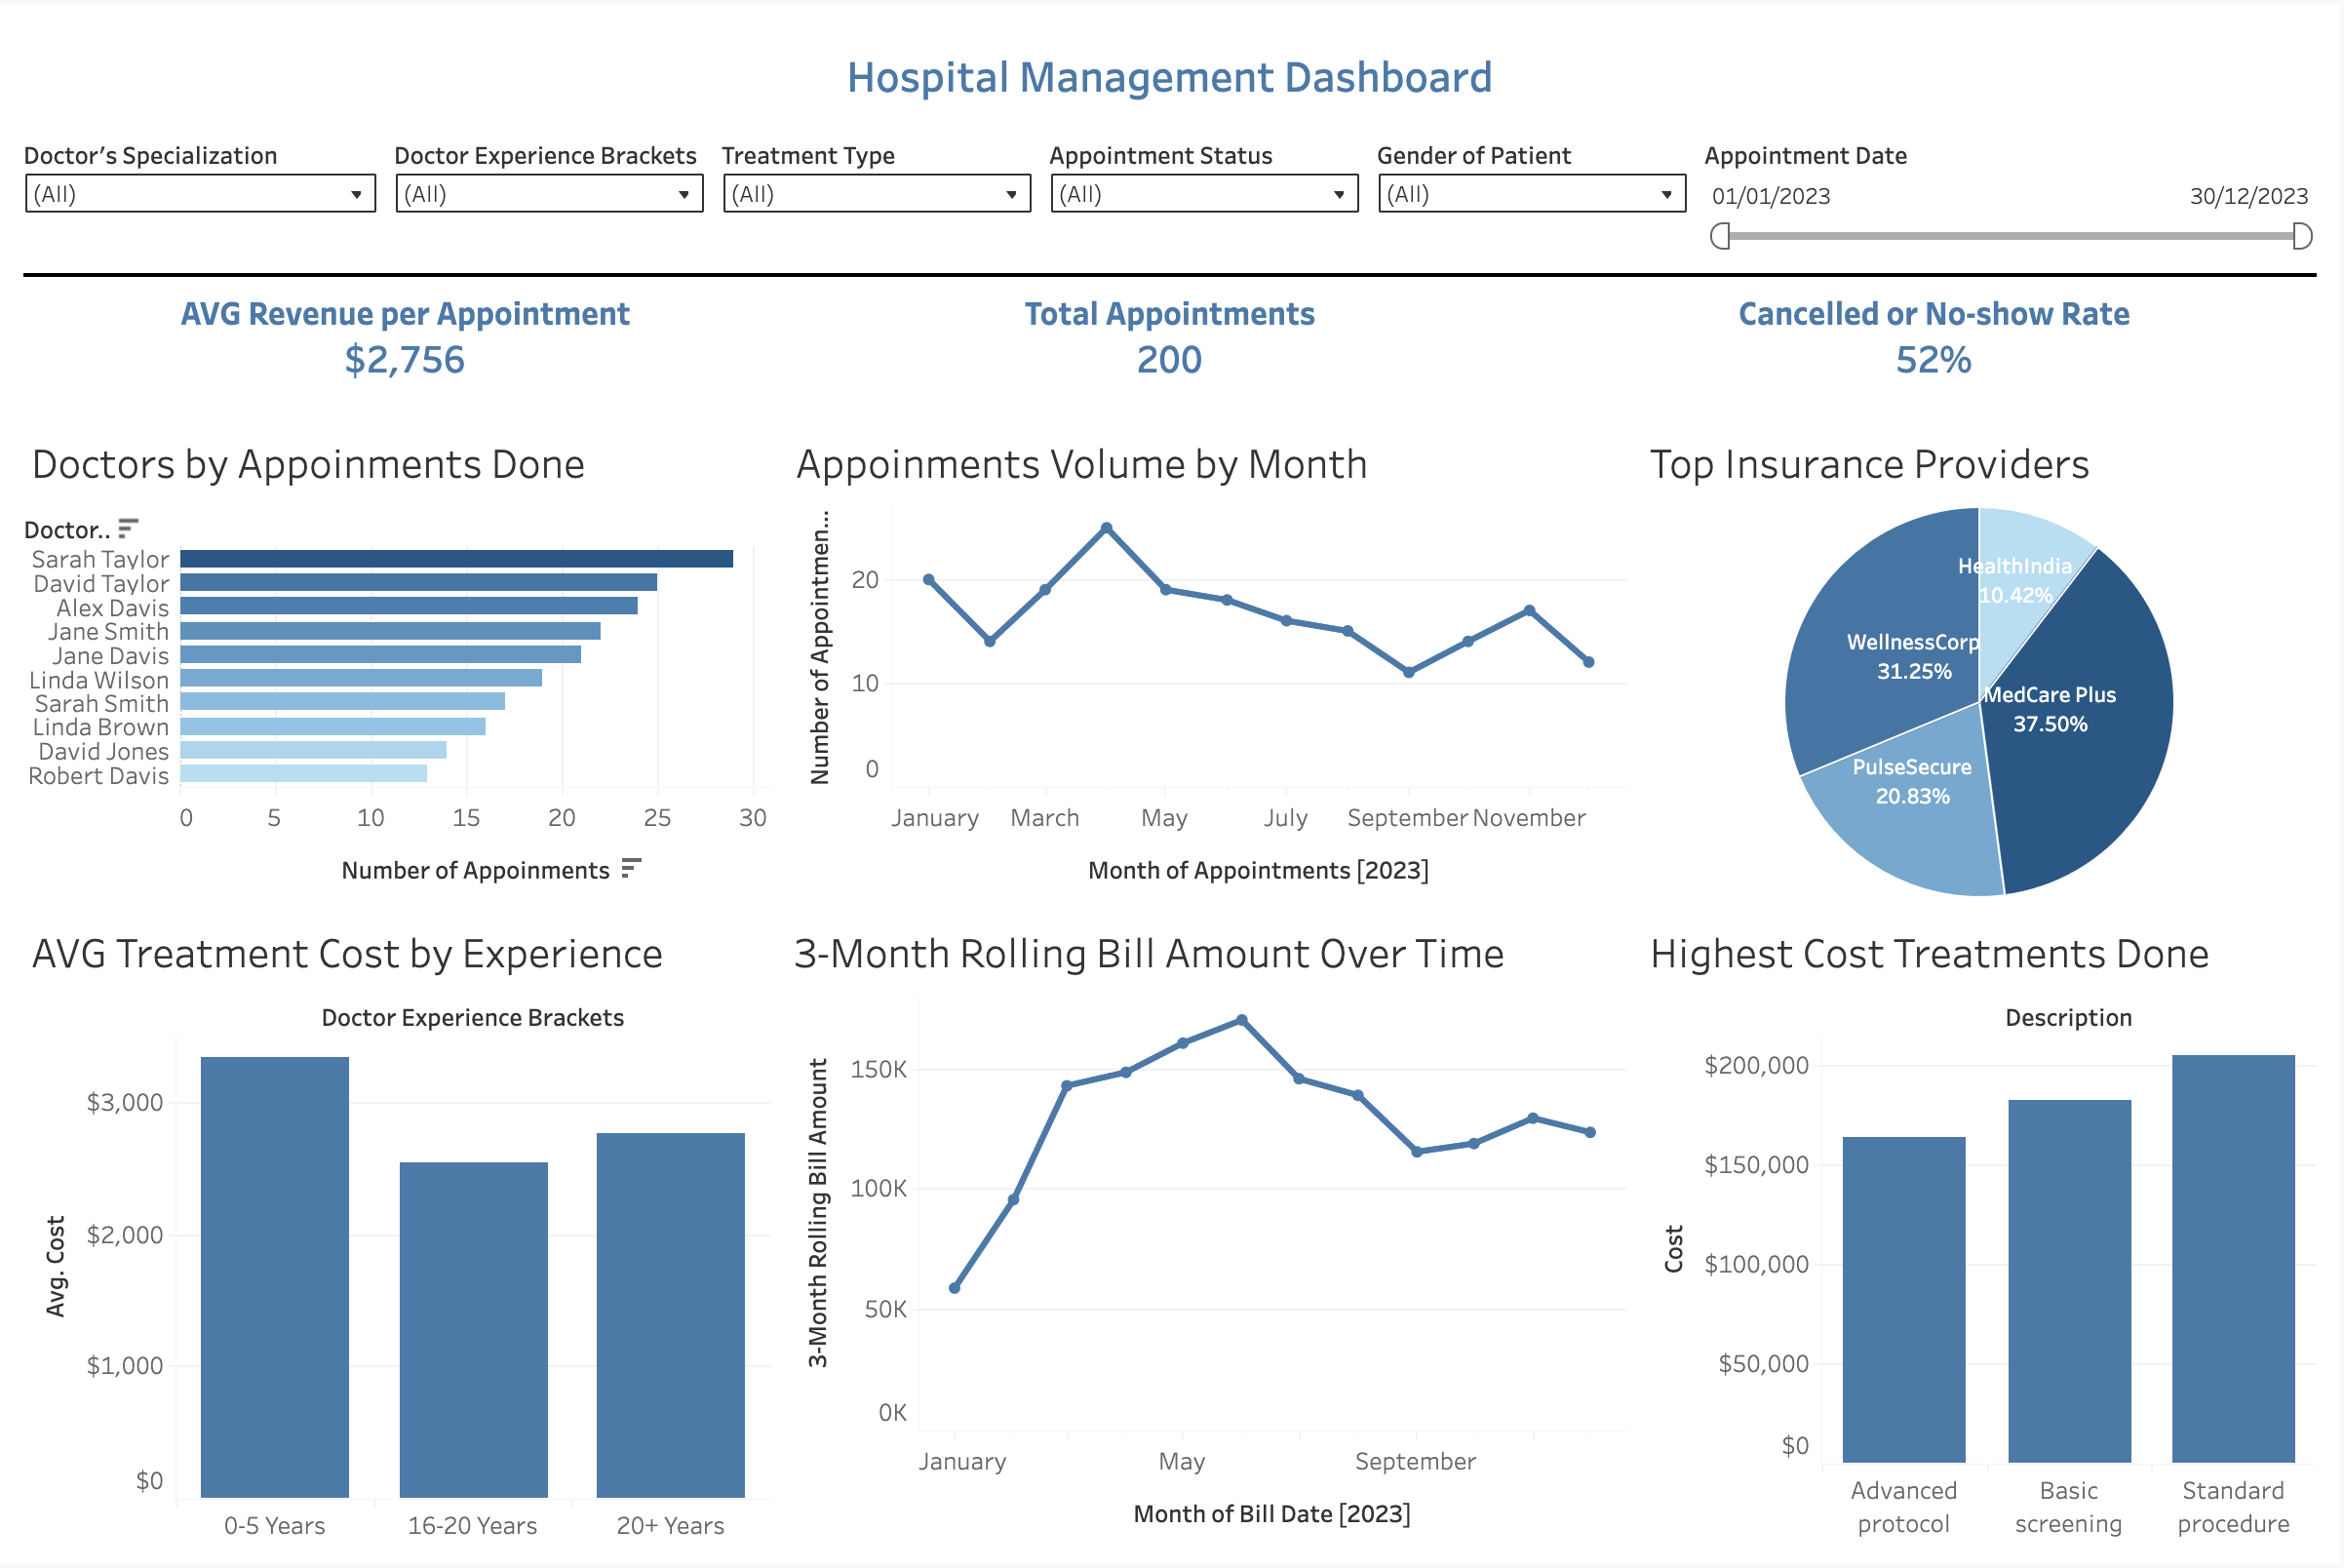 Hospital Management Dashboard
Doctor's Specialization
(All)
Doctor Experience Brackets
(All)
Treatment Type
(All)
Appointment Status
(All)
Gender of Patient
(All)
Appointment Date
01/01/2023
30/12/2023
AVG Revenue per Appointment
$2,756
Total Appointments
200
Cancelled or No-show Rate
52%
Doctors by Appoinments Done
Doctor..
Sarah Taylor
David Taylor
Alex Davis
Jane Smith
Jane Davis
Linda Wilson
Sarah Smith
Linda Brown
David Jones
Robert Davis
0 5 10 15 20 25 30
Number of Appoinments
Appoinments Volume by Month
Number of Appointmen...
20
10
0
January March May July September November
Month of Appointments [2023]
Top Insurance Providers
HealthIndia
10.42%
WellnessCorp
31.25%
MedCare Plus
37.50%
PulseSecure
20.83%
AVG Treatment Cost by Experience
Doctor Experience Brackets
Avg. Cost
$3,000
$2,000
$1,000
$0
0-5 Years 16-20 Years 20+ Years
3-Month Rolling Bill Amount Over Time
3-Month Rolling Bill Amount
150K
100K
50K
0K
January May September
Month of Bill Date [2023]
Highest Cost Treatments Done
Description
Cost
$200,000
$150,000
$100,000
$50,000
$0
Advanced
protocol
Basic
screening
Standard
procedure